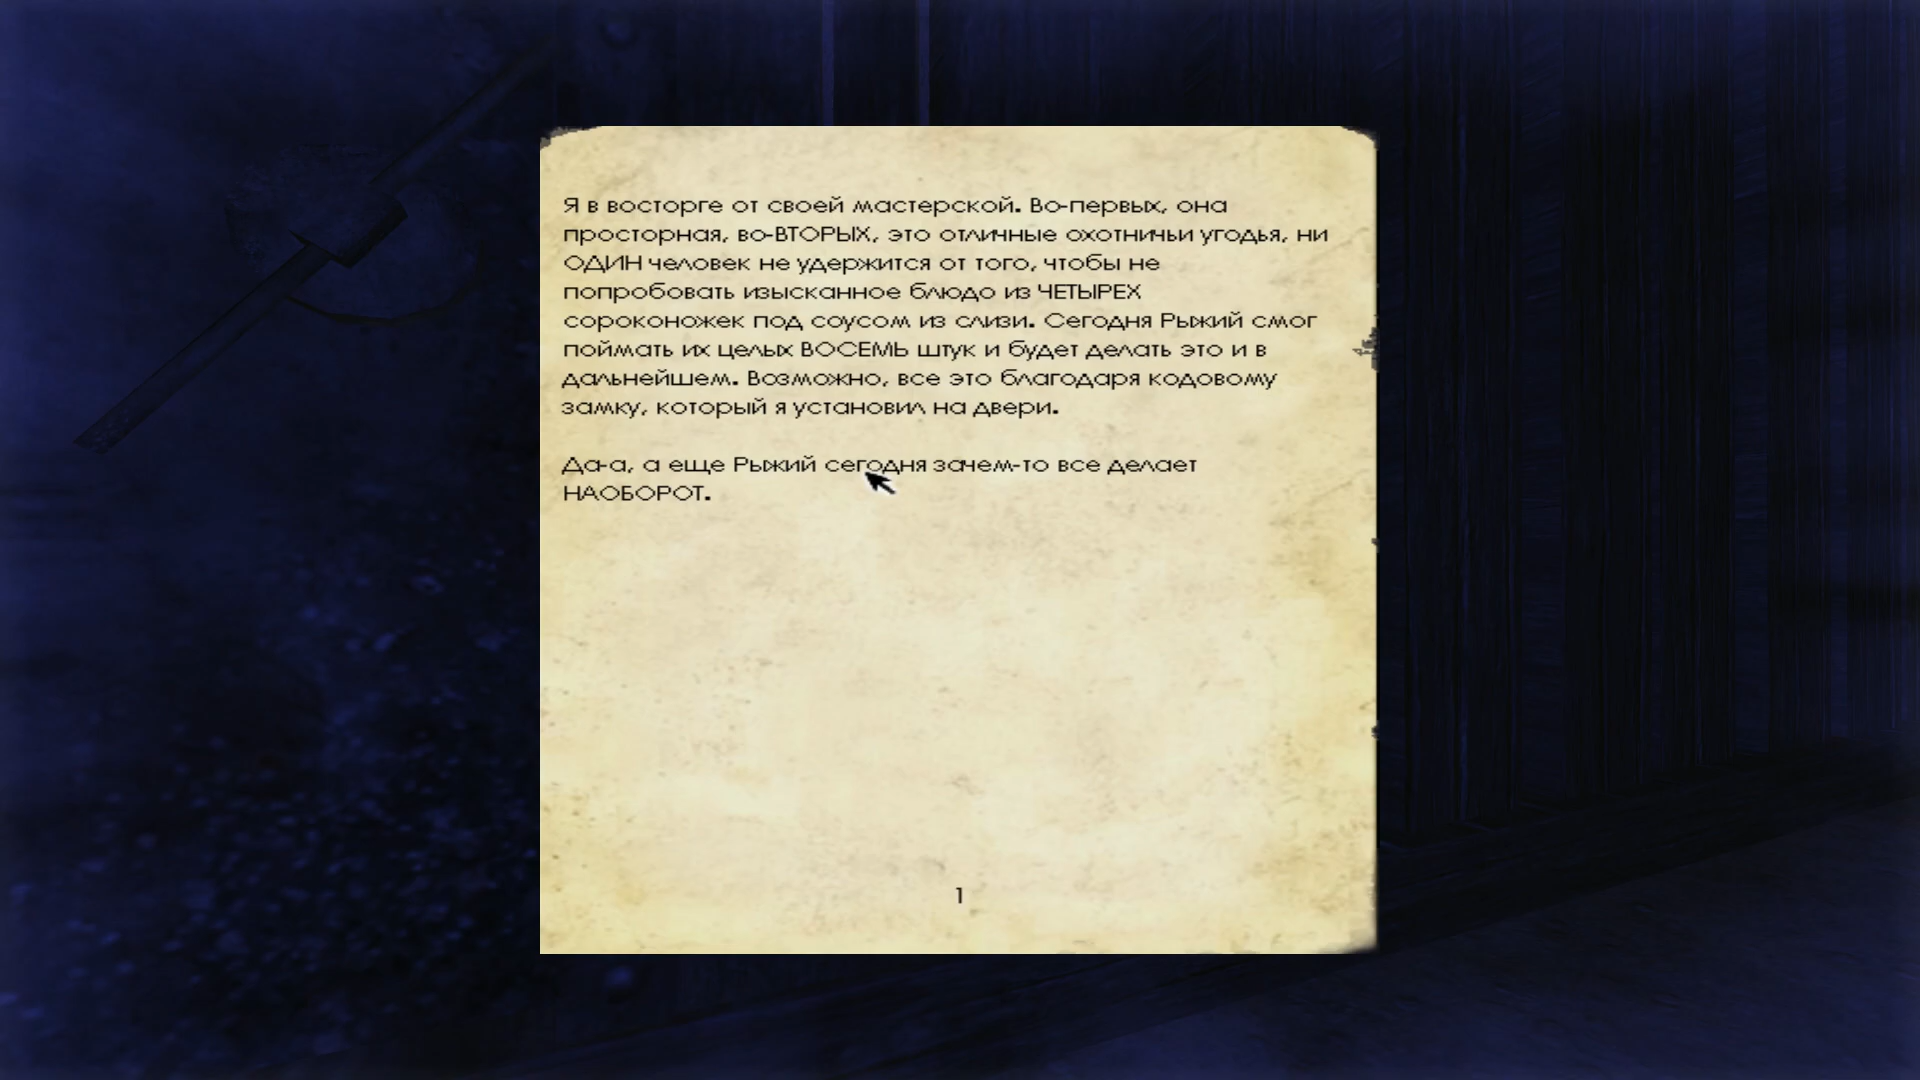 Я в восторге от своей мастерской. Во-первых, она
просторная, во-ВТОРЫХ, это отличные охотничьи угодья, ни
ОДИН человек не удержится от того, чтобы не
попробовать изысканное блюдо из ЧЕТЫРЕХ
сороконожек под соусом из слизи. Сегодня Рыжий смог
поймать их целых ВОСЕМЬ штук и будет делать это и в
дальнейшем. Возможно, все это благодаря кодовому
замку, который я установил на двери.
Да-а, а еще Рыжий сегодня зачем-то все делает
НАОБОРОТ.
1